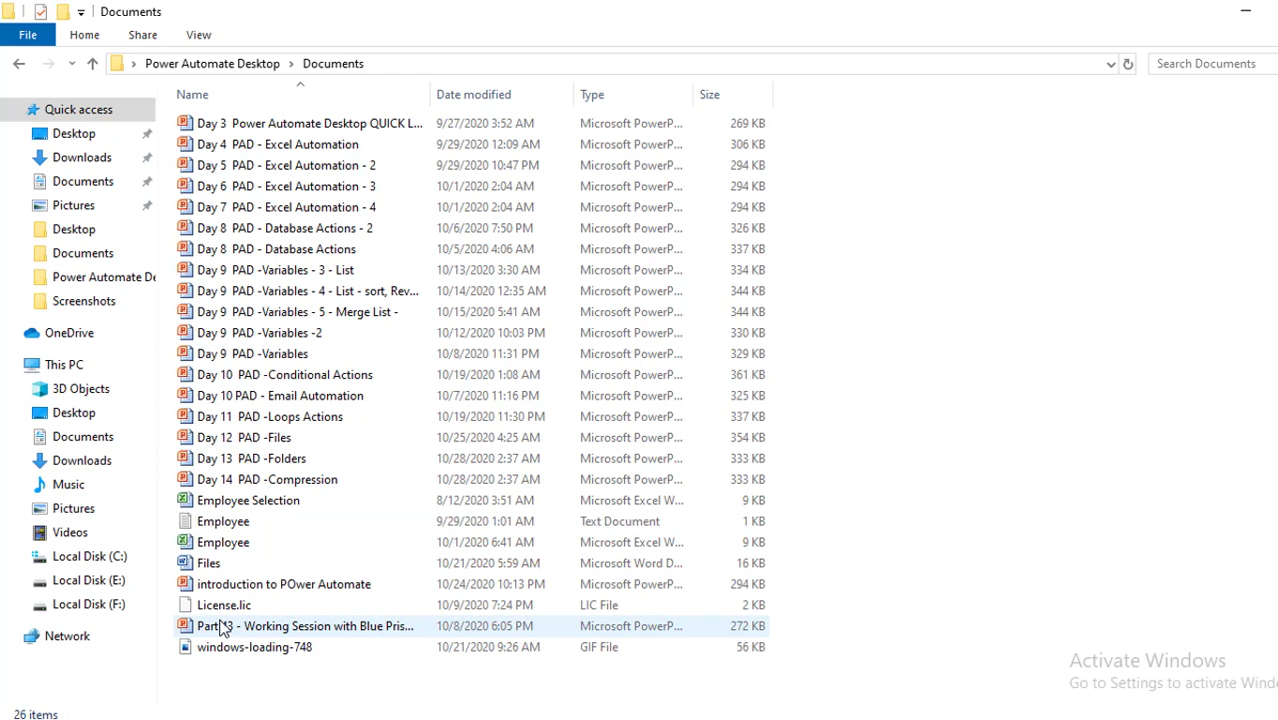 Documents
File Home Share View
Power Automate Desktop > Documents Search Documents
Name Date modified Type Size
Quick access
Desktop
Downloads
Documents
Pictures
Desktop
Documents
Power Automate De
Screenshots
OneDrive
This PC
3D Objects
Desktop
Documents
Downloads
Music
Pictures
Videos
Local Disk (C:)
Local Disk (E:)
Local Disk (F:)
Network
Day 3 Power Automate Desktop QUICK L... 9/27/2020 3:52 AM Microsoft PowerP... 269 KB
Day 4 PAD - Excel Automation 9/29/2020 12:09 AM Microsoft PowerP... 306 KB
Day 5 PAD - Excel Automation - 2 9/29/2020 10:47 PM Microsoft PowerP... 294 KB
Day 6 PAD - Excel Automation - 3 10/1/2020 2:04 AM Microsoft PowerP... 294 KB
Day 7 PAD - Excel Automation - 4 10/1/2020 2:04 AM Microsoft PowerP... 294 KB
Day 8 PAD - Database Actions - 2 10/6/2020 7:50 PM Microsoft PowerP... 326 KB
Day 8 PAD - Database Actions 10/5/2020 4:06 AM Microsoft PowerP... 337 KB
Day 9 PAD -Variables - 3 - List 10/13/2020 3:30 AM Microsoft PowerP... 334 KB
Day 9 PAD -Variables - 4 - List - sort, Rev... 10/14/2020 12:35 AM Microsoft PowerP... 344 KB
Day 9 PAD -Variables - 5 - Merge List - 10/15/2020 5:41 AM Microsoft PowerP... 344 KB
Day 9 PAD -Variables -2 10/12/2020 10:03 PM Microsoft PowerP... 330 KB
Day 9 PAD -Variables 10/8/2020 11:31 PM Microsoft PowerP... 329 KB
Day 10 PAD -Conditional Actions 10/19/2020 1:08 AM Microsoft PowerP... 361 KB
Day 10 PAD - Email Automation 10/7/2020 11:16 PM Microsoft PowerP... 325 KB
Day 11 PAD -Loops Actions 10/19/2020 11:30 PM Microsoft PowerP... 337 KB
Day 12 PAD -Files 10/25/2020 4:25 AM Microsoft PowerP... 354 KB
Day 13 PAD -Folders 10/28/2020 2:37 AM Microsoft PowerP... 333 KB
Day 14 PAD -Compression 10/28/2020 2:37 AM Microsoft PowerP... 333 KB
Employee Selection 8/12/2020 3:51 AM Microsoft Excel W... 9 KB
Employee 9/29/2020 1:01 AM Text Document 1 KB
Employee 10/1/2020 6:41 AM Microsoft Excel W... 9 KB
Files 10/21/2020 5:59 AM Microsoft Word D... 16 KB
introduction to POwer Automate 10/24/2020 10:13 PM Microsoft PowerP... 294 KB
License.lic 10/9/2020 7:24 PM LIC File 2 KB
- Working Session with Blue Pris... 10/8/2020 6:05 PM Microsoft PowerP... 272 KB
windows-loading-748 10/21/2020 9:26 AM GIF File 56 KB
Activate Windows
Go to Settings to activate Wind
26 items